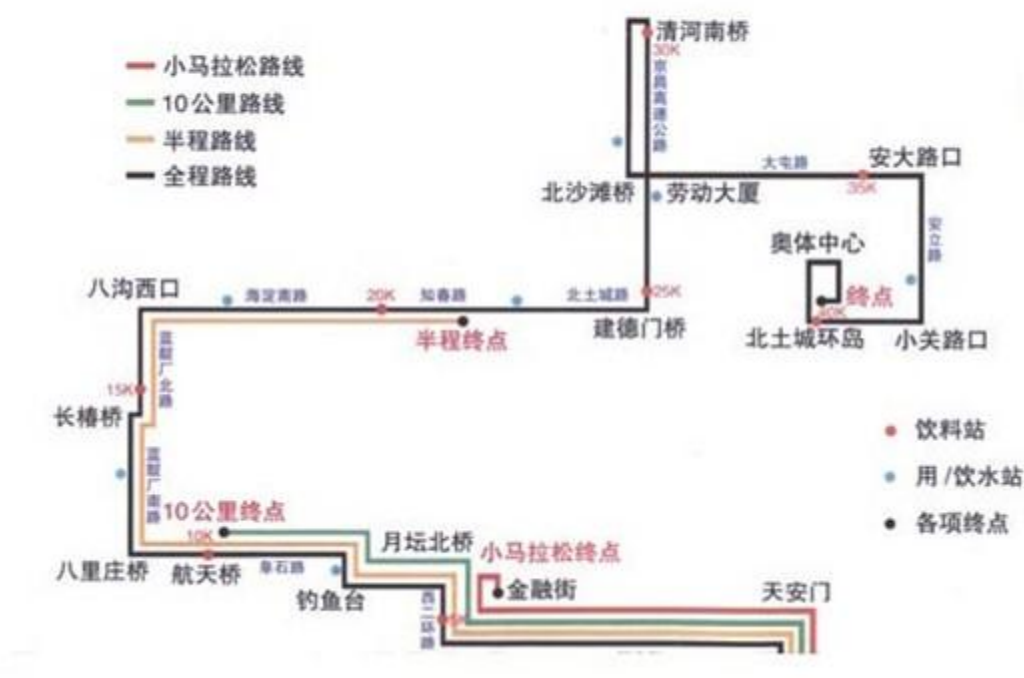 清河南桥
30K
京昌高速公路
小马拉松路线
10公里路线
半程路线
全程路线
大屯路
安大路口
35K
北沙滩桥
劳动大厦
安立路
奥体中心
终点
40K
北土城环岛
小关路口
八沟西口
海淀南路
20K
知春路
北土城路
25K
建德门桥
半程终点
蓝靛厂北路
15K
长椿桥
蓝靛厂南路
饮料站
用/饮水站
各项终点
10公里终点
10K
月坛北桥
小马拉松终点
八里庄桥
航天桥
阜石路
钓鱼台
金融街
天安门
西二环路
5K